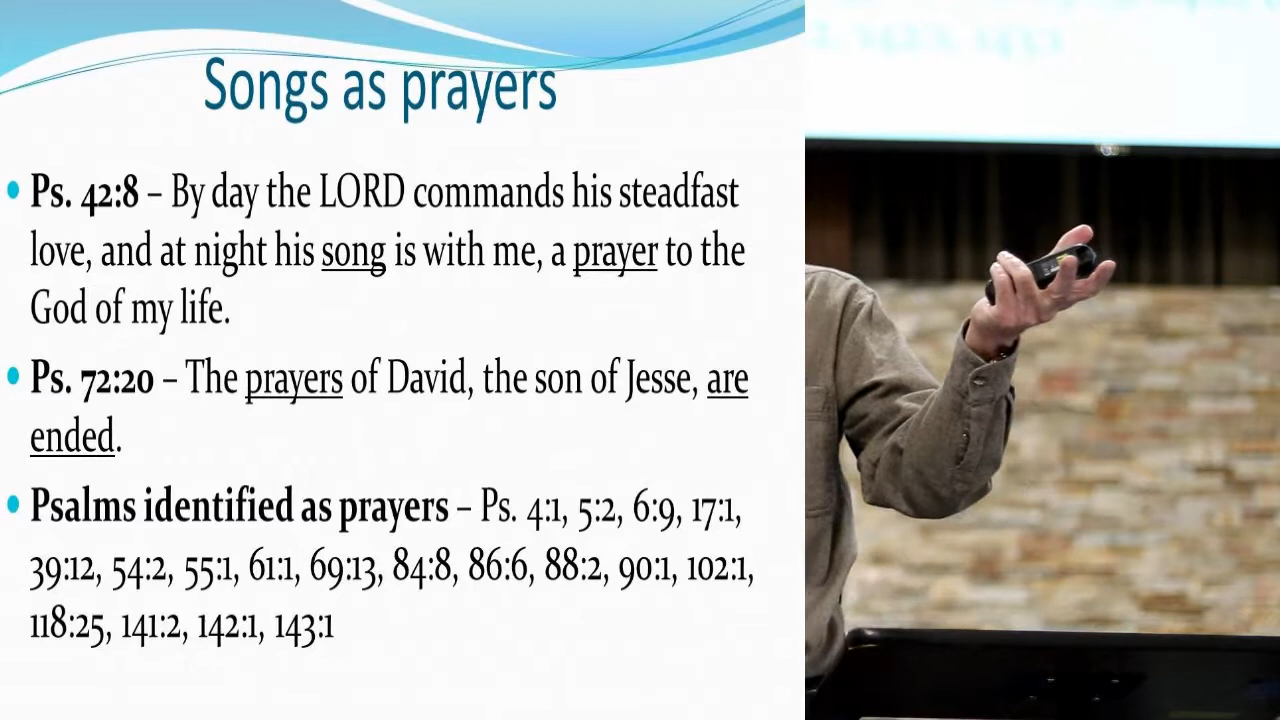 Songs as prayers
• Ps. 42:8 – By day the LORD commands his steadfast
love, and at night his song is with me, a prayer to the
God of my life.
• Ps. 72:20 – The prayers of David, the son of Jesse, are
ended.
• Psalms identified as prayers – Ps. 4:1, 5:2, 6:9, 17:1,
39:12, 54:2, 55:1, 61:1, 69:13, 84:8, 86:6, 88:2, 90:1, 102:1,
118:25, 141:2, 142:1, 143:1